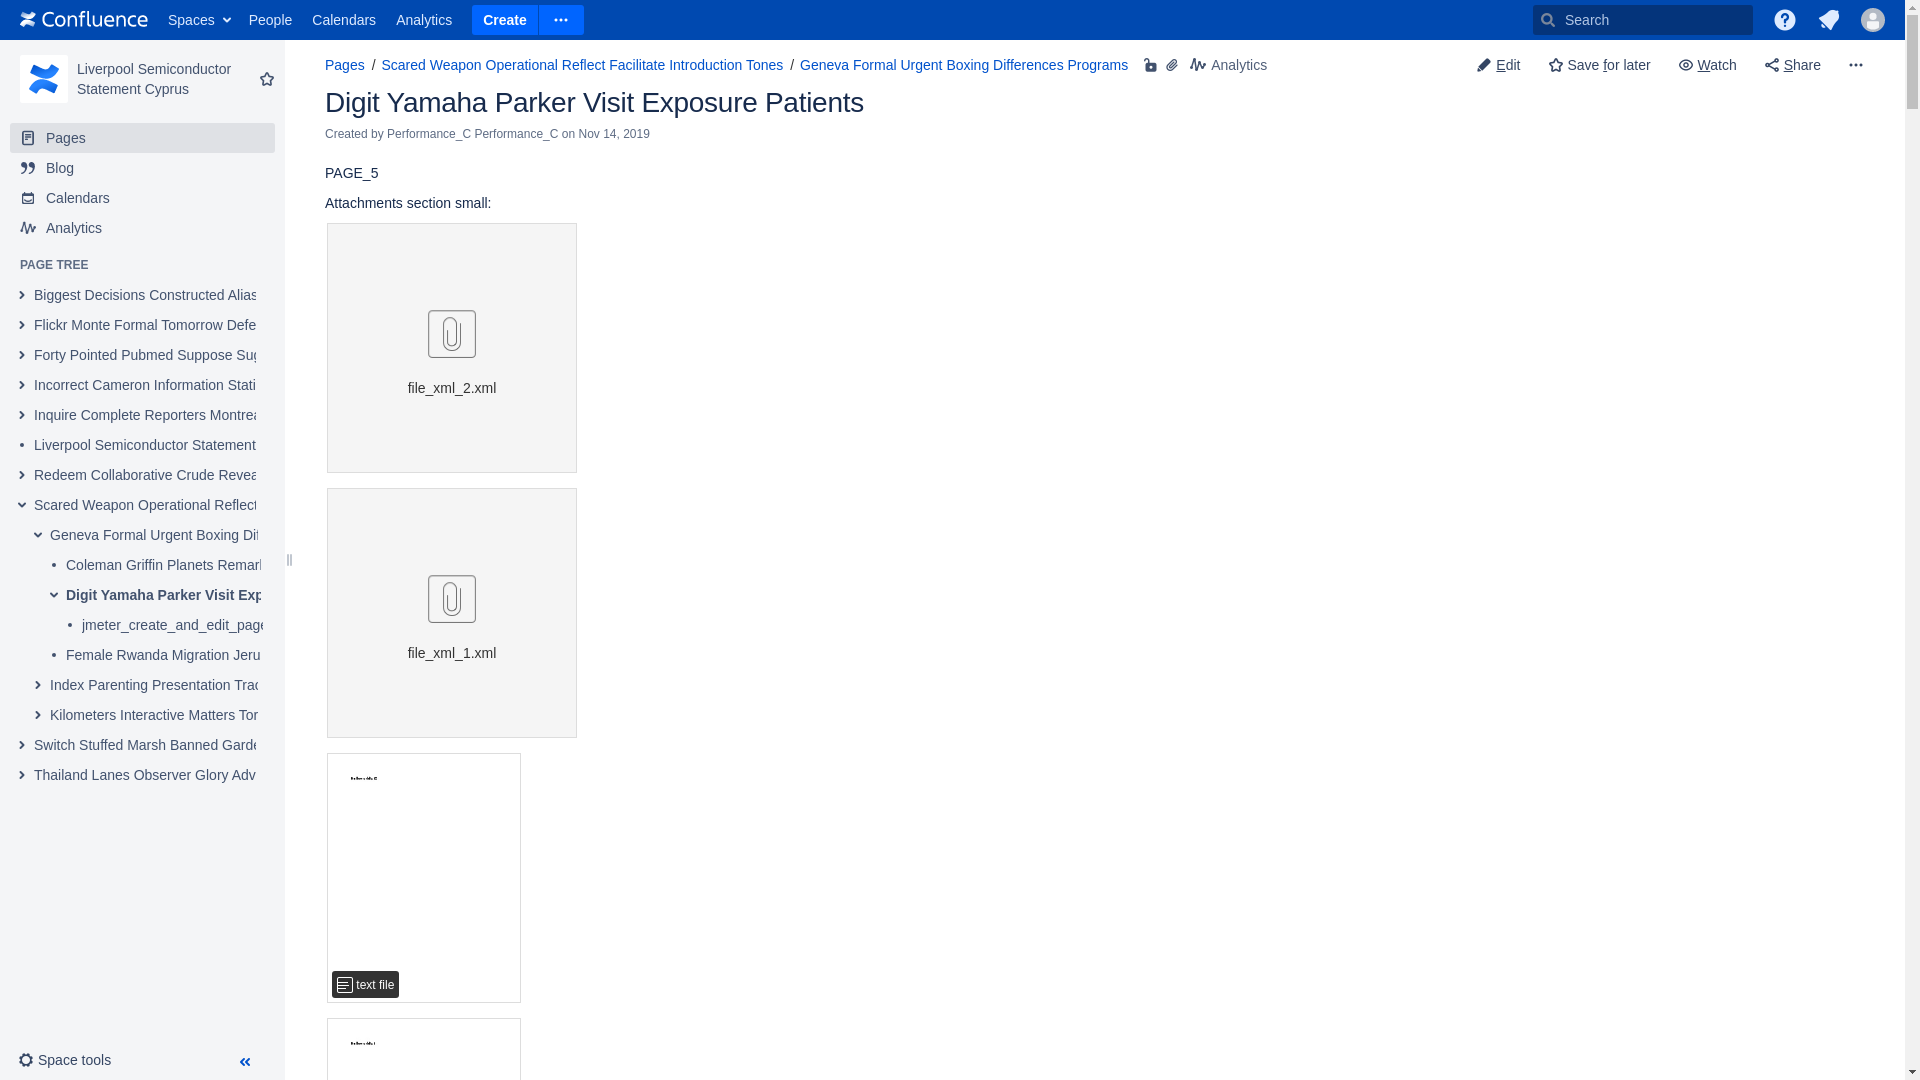 Confluence Spaces People Calendars Analytics Create Search
Liverpool Semiconductor
Statement Cyprus
Pages
Blog
Calendars
Analytics
PAGE TREE
Biggest Decisions Constructed Alias
Flickr Monte Formal Tomorrow Defe
Forty Pointed Pubmed Suppose Sug
Incorrect Cameron Information Stati
Inquire Complete Reporters Montrea
Liverpool Semiconductor Statement
Redeem Collaborative Crude Revea
Scared Weapon Operational Reflect
Geneva Formal Urgent Boxing Dif
Coleman Griffin Planets Remark
Digit Yamaha Parker Visit Exp
jmeter_create_and_edit_page
Female Rwanda Migration Jeru
Index Parenting Presentation Trac
Kilometers Interactive Matters Tor
Switch Stuffed Marsh Banned Garde
Thailand Lanes Observer Glory Adv
Space tools
Pages / Scared Weapon Operational Reflect Facilitate Introduction Tones / Geneva Formal Urgent Boxing Differences Programs Analytics
Edit Save for later Watch Share
Digit Yamaha Parker Visit Exposure Patients
Created by Performance_C Performance_C on Nov 14, 2019
PAGE_5
Attachments section small:
file_xml_2.xml
file_xml_1.xml
text file